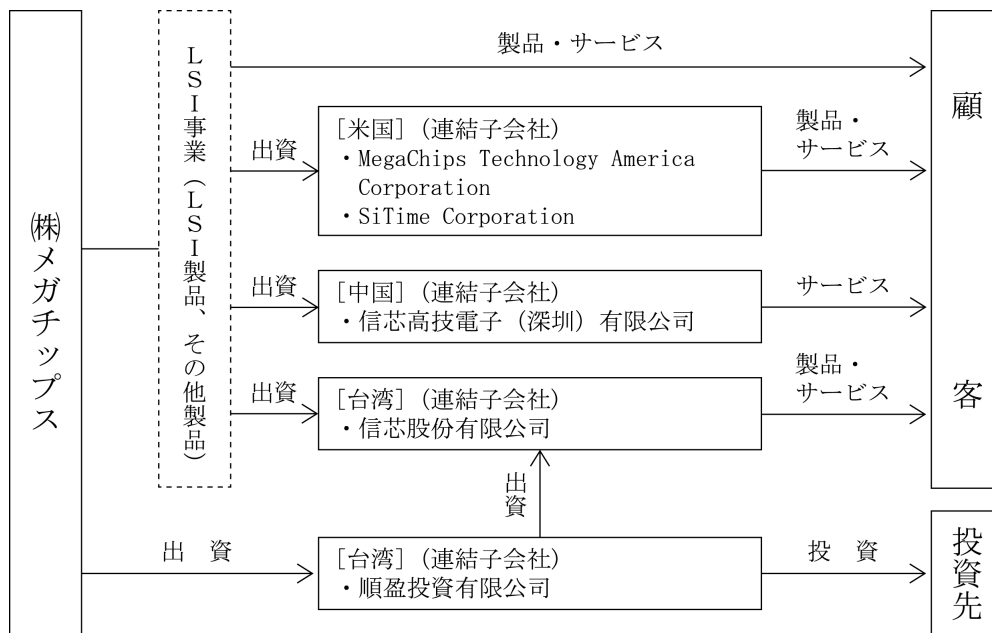 ㈱メガチップス
LSI事業（LSI製品、その他製品）
製品・サービス
出資
［米国］（連結子会社）
・MegaChips Technology America
Corporation
・SiTime Corporation
製品・
サービス
出資
［中国］（連結子会社）
・信芯高技電子（深圳）有限公司
サービス
出資
［台湾］（連結子会社）
・信芯股份有限公司
製品・
サービス
出資
出　資
［台湾］（連結子会社）
・順盈投資有限公司
投　資
顧　客
投資先